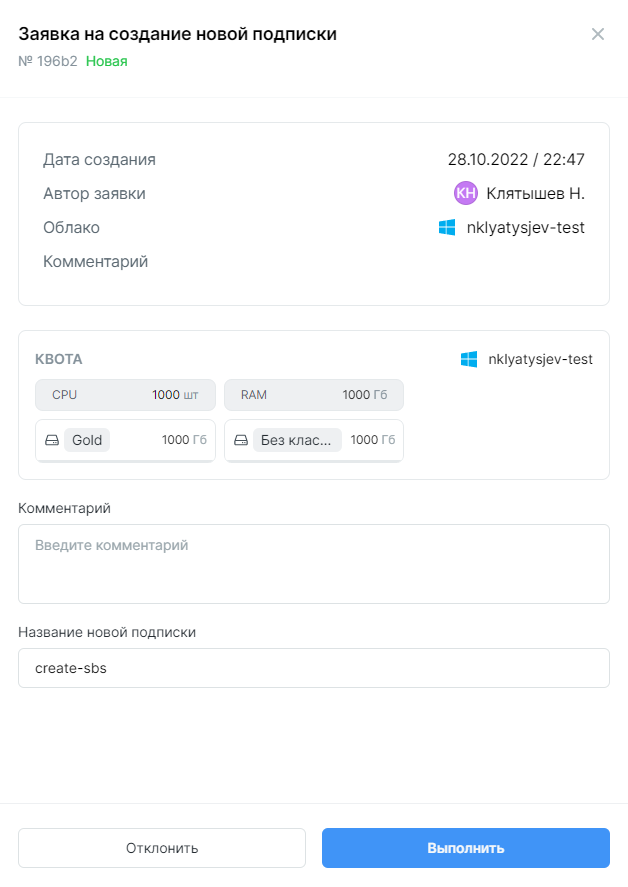 Заявка на создание новой подписки
№ 196b2 Новая
Дата создания 28.10.2022 / 22:47
Автор заявки КН Клятышев Н.
Облако nklyatysjev-test
Комментарий
КВОТА nklyatysjev-test
CPU 1000 шт RAM 1000 Гб
Gold 1000 Гб Без клас... 1000 Гб
Комментарий
Введите комментарий
Название новой подписки
create-sbs
Отклонить Выполнить